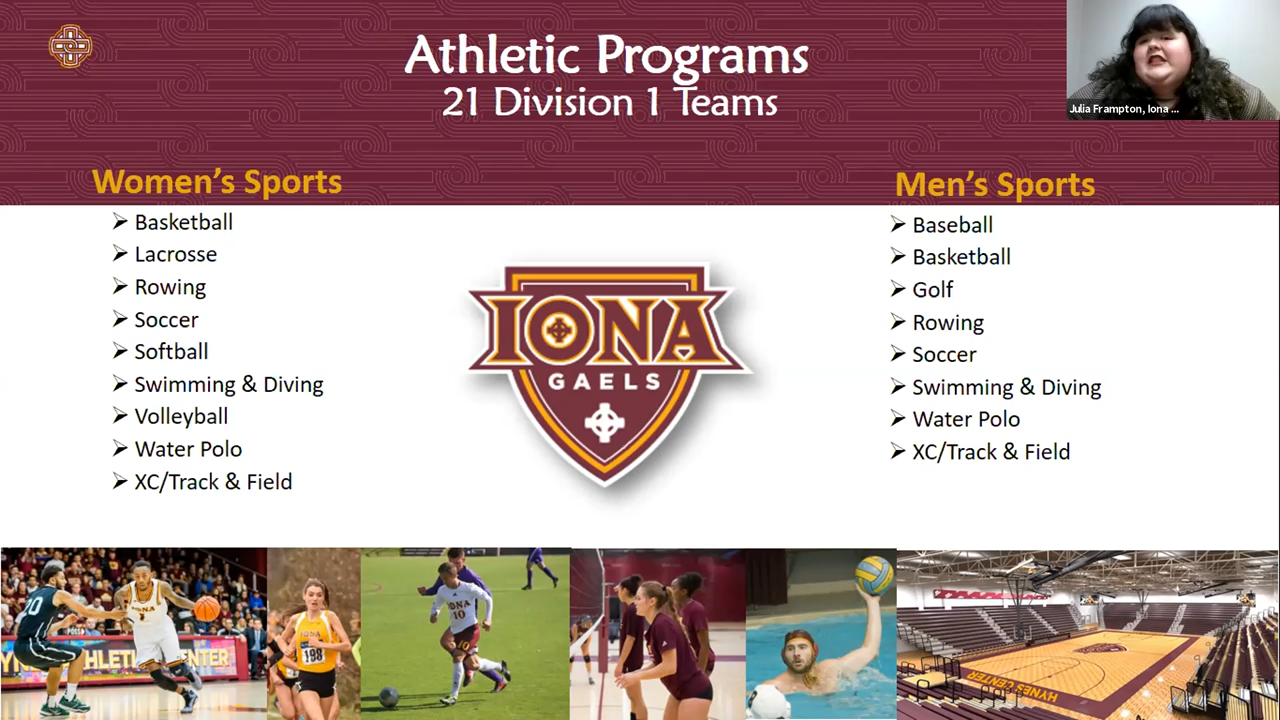 Athletic Programs
21 Division 1 Teams
Julia Frampton, Iona ...
Women's Sports
➢ Basketball
➢ Lacrosse
➢ Rowing
➢ Soccer
➢ Softball
➢ Swimming & Diving
➢ Volleyball
➢ Water Polo
➢ XC/Track & Field
IONA
GAELS
Men's Sports
➢ Baseball
➢ Basketball
➢ Golf
➢ Rowing
➢ Soccer
➢ Swimming & Diving
➢ Water Polo
➢ XC/Track & Field
IONA
198
IONA
10
HYNES CENTER